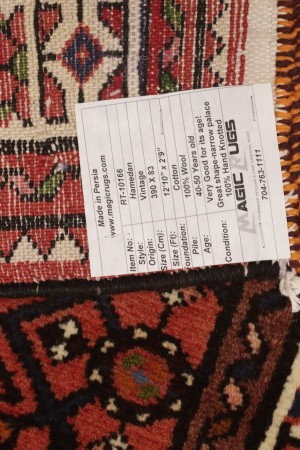 Made in Persia
www.magicrugs.com
RT-10166
Item No : Hamedan
Style: Vintage
Origin: 390 X 83
Size (Cm): 12'10" x 2'9"
Size (Ft): Cotton
Foundation: 100% Wool
Pile: 40-50 Years old
Age: Very Good for its age!
Great shape-narrow palace
Condition: 100% Hand Knotted
MAGIC RUGS
704-763-1111